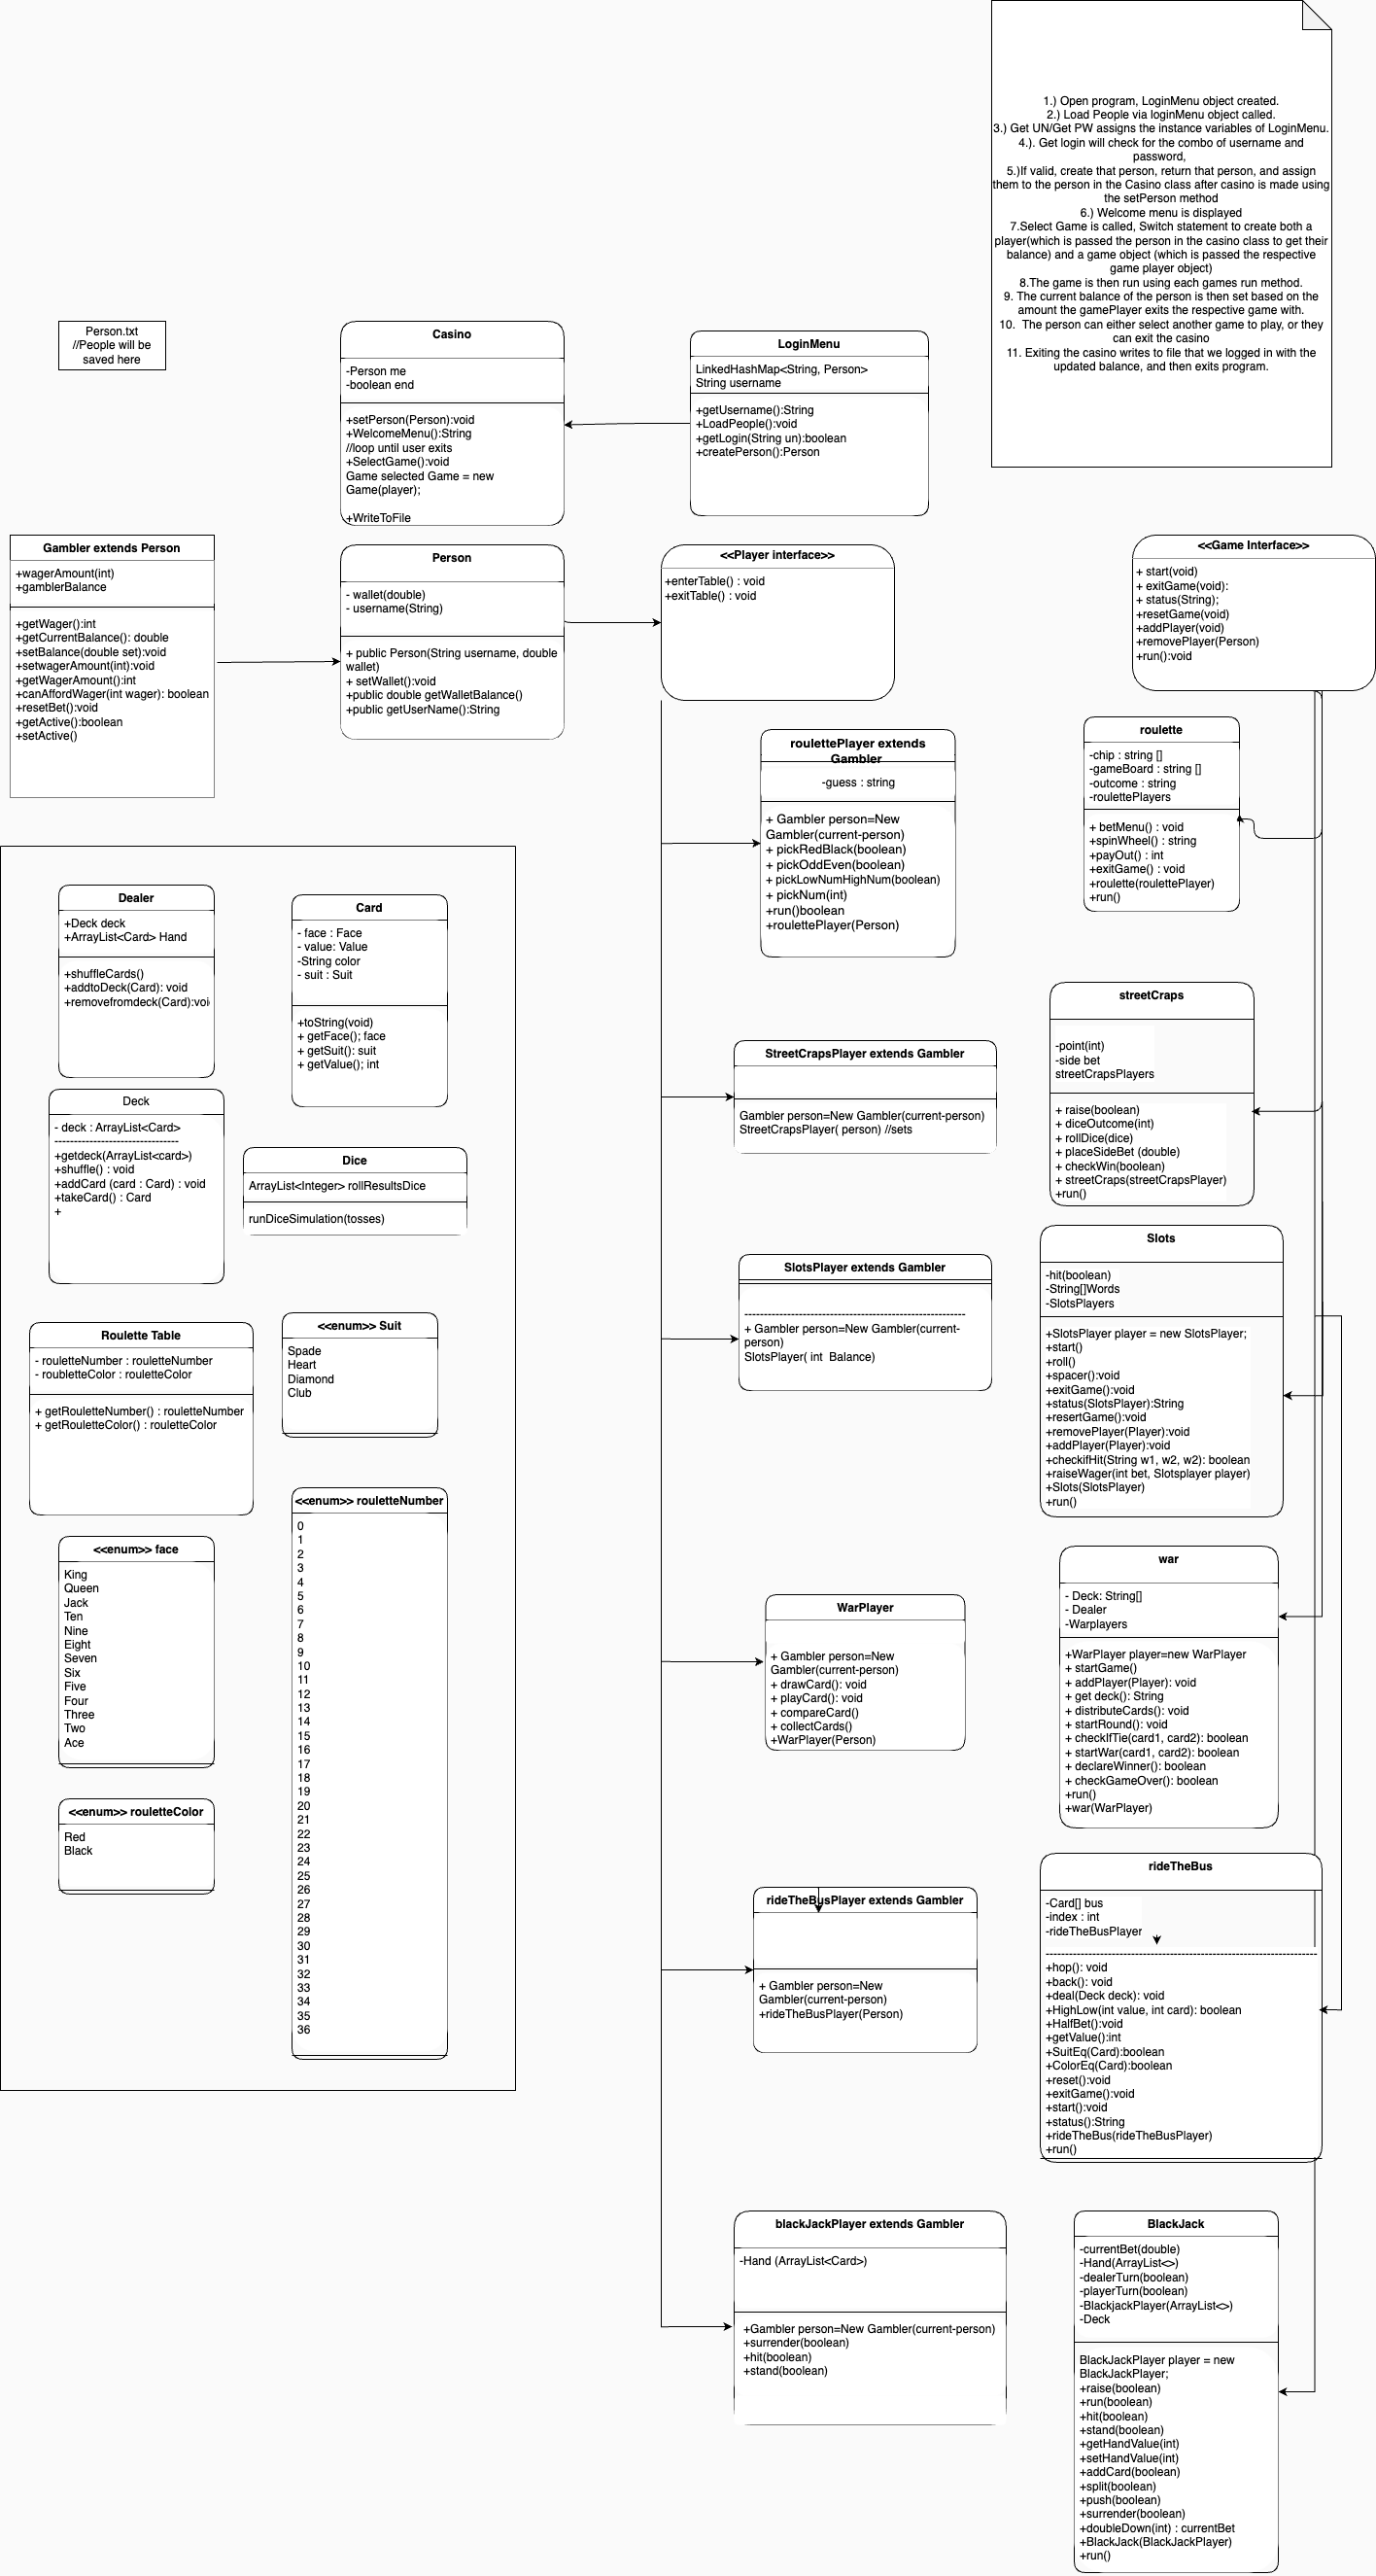 1.) Open program, LoginMenu object created.
2.) Load People via loginMenu object called.
3.) Get UN/Get PW assigns the instance variables of LoginMenu.
4.). Get login will check for the combo of username and
password,
5.)If valid, create that person, return that person, and assign
them to the person in the Casino class after casino is made using
the setPerson method
6.) Welcome menu is displayed
7.Select Game is called, Switch statement to create both a
player(which is passed the person in the casino class to get their
balance) and a game object (which is passed the respective
game player object)
8.The game is then run using each games run method.
9. The current balance of the person is then set based on the
amount the gamePlayer exits the respective game with.
10.  The person can either select another game to play, or they
can exit the casino
11. Exiting the casino writes to file that we logged in with the
updated balance, and then exits program.
Person.txt
//People will be
saved here
Casino
-Person me
-boolean end
+setPerson(Person):void
+WelcomeMenu():String
//loop until user exits
+SelectGame():void
Game selected Game = new
Game(player);
+WriteToFile
LoginMenu
LinkedHashMap<String, Person>
String username
+getUsername():String
+LoadPeople():void
+getLogin(String un):boolean
+createPerson():Person
Gambler extends Person
+wagerAmount(int)
+gamblerBalance
+getWager():int
+getCurrentBalance(): double
+setBalance(double set):void
+setwagerAmount(int):void
+getWagerAmount():int
+canAffordWager(int wager): boolean
+resetBet():void
+getActive():boolean
+setActive()
Person
- wallet(double)
- username(String)
+ public Person(String username, double
wallet)
+ setWallet():void
+public double getWalletBalance()
+public getUserName():String
<<Player interface>>
+enterTable() : void
+exitTable() : void
<<Game Interface>>
+ start(void)
+ exitGame(void):
+ status(String);
+resetGame(void)
+addPlayer(void)
+removePlayer(Person)
+run():void
roulettePlayer extends
Gambler
-guess : string
+ Gambler person=New
Gambler(current-person)
+ pickRedBlack(boolean)
+ pickOddEven(boolean)
+ pickLowNumHighNum(boolean)
+ pickNum(int)
+run()boolean
+roulettePlayer(Person)
roulette
-chip : string []
-gameBoard : string []
-outcome : string
-roulettePlayers
+ betMenu() : void
+spinWheel() : string
+payOut() : int
+exitGame() : void
+roulette(roulettePlayer)
+run()
Dealer
+Deck deck
+ArrayList<Card> Hand
+shuffleCards()
+addtoDeck(Card): void
+removefromdeck(Card):voi
Card
- face : Face
- value: Value
-String color
- suit : Suit
+toString(void)
+ getFace(); face
+ getSuit(): suit
+ getValue(); int
Deck
- deck : ArrayList<Card>
--------------------------------
+getdeck(ArrayList<card>)
+shuffle() : void
+addCard (card : Card) : void
+takeCard() : Card
+
Dice
ArrayList<Integer> rollResultsDice
runDiceSimulation(tosses)
StreetCrapsPlayer extends Gambler
Gambler person=New Gambler(current-person)
StreetCrapsPlayer( person) //sets
streetCraps
-point(int)
-side bet
streetCrapsPlayers
+ raise(boolean)
+ diceOutcome(int)
+ rollDice(dice)
+ placeSideBet (double)
+ checkWin(boolean)
+ streetCraps(streetCrapsPlayer)
+run()
SlotsPlayer extends Gambler
---------------------------------------------------------
+ Gambler person=New Gambler(current-
person)
SlotsPlayer( int  Balance)
Slots
-hit(boolean)
-String[]Words
-SlotsPlayers
+SlotsPlayer player = new SlotsPlayer;
+start()
+roll()
+spacer():void
+exitGame():void
+status(SlotsPlayer):String
+resertGame():void
+removePlayer(Player):void
+addPlayer(Player):void
+checkifHit(String w1, w2, w2): boolean
+raiseWager(int bet, Slotsplayer player)
+Slots(SlotsPlayer)
+run()
Roulette Table
- rouletteNumber : rouletteNumber
- roubletteColor : rouletteColor
+ getRouletteNumber() : rouletteNumber
+ getRouletteColor() : rouletteColor
<<enum>> Suit
Spade
Heart
Diamond
Club
<<enum>> face
King
Queen
Jack
Ten
Nine
Eight
Seven
Six
Five
Four
Three
Two
Ace
<<enum>> rouletteColor
Red
Black
<<enum>> rouletteNumber
0
1
2
3
4
5
6
7
8
9
10
11
12
13
14
15
16
17
18
19
20
21
22
23
24
25
26
27
28
29
30
31
32
33
34
35
36
WarPlayer
+ Gambler person=New
Gambler(current-person)
+ drawCard(): void
+ playCard(): void
+ compareCard()
+ collectCards()
+WarPlayer(Person)
war
- Deck: String[]
- Dealer
-Warplayers
+WarPlayer player=new WarPlayer
+ startGame()
+ addPlayer(Player): void
+ get deck(): String
+ distributeCards(): void
+ startRound(): void
+ checkIfTie(card1, card2): boolean
+ startWar(card1, card2): boolean
+ declareWinner(): boolean
+ checkGameOver(): boolean
+run()
+war(WarPlayer)
rideTheBusPlayer extends Gambler
+ Gambler person=New
Gambler(current-person)
+rideTheBusPlayer(Person)
rideTheBus
-Card[] bus
-index : int
-rideTheBusPlayer
----------------------------------------------------------------------
+hop(): void
+back(): void
+deal(Deck deck): void
+HighLow(int value, int card): boolean
+HalfBet():void
+getValue():int
+SuitEq(Card):boolean
+ColorEq(Card):boolean
+reset():void
+exitGame():void
+start():void
+status():String
+rideTheBus(rideTheBusPlayer)
+run()
blackJackPlayer extends Gambler
-Hand (ArrayList<Card>)
+Gambler person=New Gambler(current-person)
+surrender(boolean)
+hit(boolean)
+stand(boolean)
BlackJack
-currentBet(double)
-Hand(ArrayList<>)
-dealerTurn(boolean)
-playerTurn(boolean)
-BlackjackPlayer(ArrayList<>)
-Deck
BlackJackPlayer player = new
BlackJackPlayer;
+raise(boolean)
+run(boolean)
+hit(boolean)
+stand(boolean)
+getHandValue(int)
+setHandValue(int)
+addCard(boolean)
+split(boolean)
+push(boolean)
+surrender(boolean)
+doubleDown(int) : currentBet
+BlackJack(BlackJackPlayer)
+run()